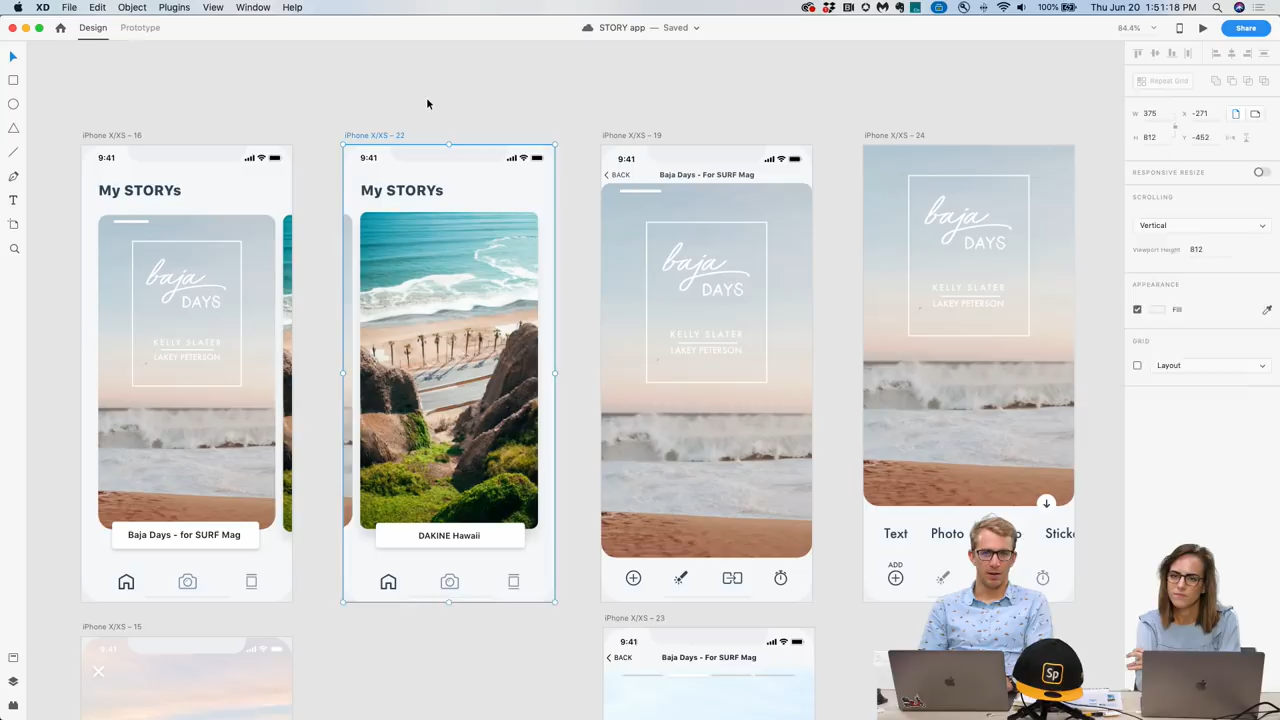 XD File Edit Object Plugins View Window Help
100% Thu Jun 20 1:51:18 PM
Design Prototype
STORY app — Saved
84.4%
Share
Repeat Grid
W 375 X -271
H 812 Y -452
RESPONSIVE RESIZE
SCROLLING
Vertical
Viewport Height 812
APPEARANCE
Fill
GRID
Layout
iPhone X/XS – 16
9:41
My STORYs
baja
DAYS
KELLY SLATER
LAKEY PETERSON
Baja Days - for SURF Mag
iPhone X/XS – 22
9:41
My STORYs
DAKINE Hawaii
iPhone X/XS – 19
9:41
BACK Baja Days - For SURF Mag
baja
DAYS
KELLY SLATER
LAKEY PETERSON
iPhone X/XS – 24
baja
DAYS
KELLY SLATER
LAKEY PETERSON
Text Photo
ADD
iPhone X/XS – 15
9:41
iPhone X/XS – 23
9:41
BACK Baja Days - For SURF Mag
Sp